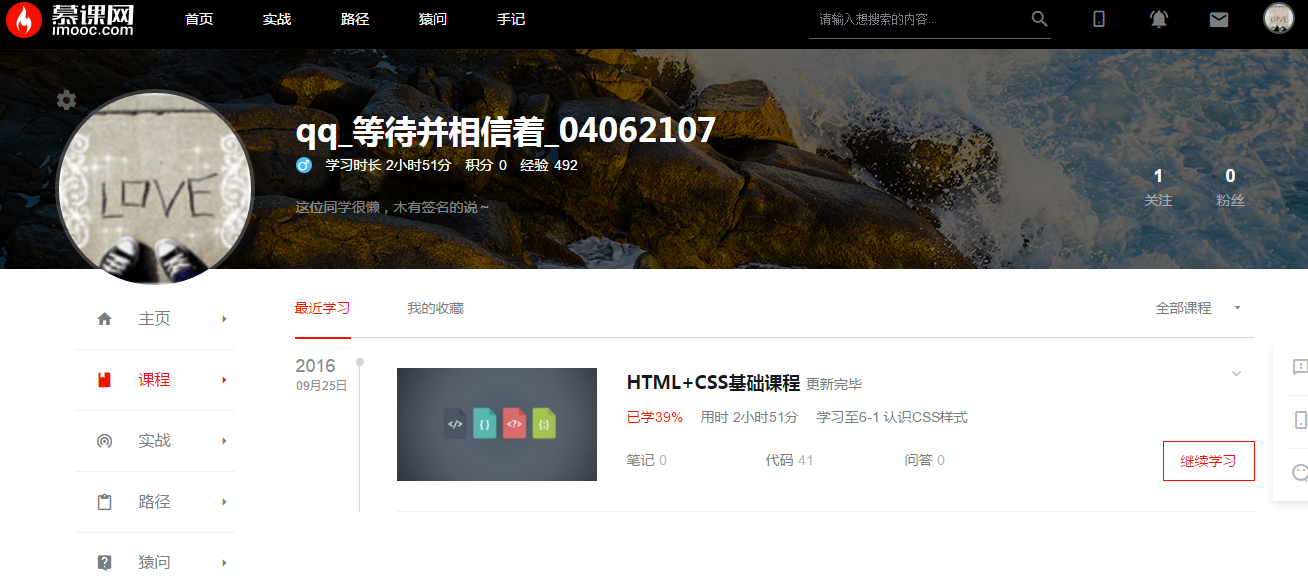 慕课网
imooc.com
首页 实战 路径 猿问 手记
请输入想搜索的内容...
LOVE
qq_等待并相信着_04062107
学习时长 2小时51分 积分 0 经验 492
这位同学很懒，木有签名的说～
1 0
关注 粉丝
主页
课程
实战
路径
猿问
最近学习 我的收藏 全部课程
2016
09月25日
</> { } <?> {;}
HTML+CSS基础课程 更新完毕
已学39% 用时 2小时51分 学习至6-1 认识CSS样式
笔记 0 代码 41 问答 0
继续学习